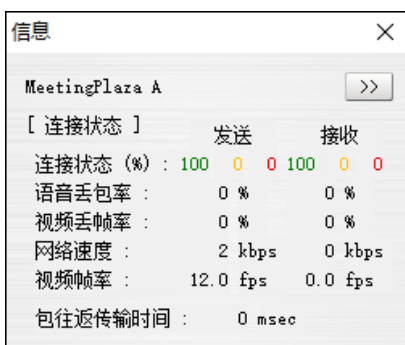 信息
MeetingPlaza A >>
[ 连接状态 ]
发送 接收
连接状态 (%) : 100 0 0 100 0 0
语音丢包率 : 0 % 0 %
视频丢帧率 : 0 % 0 %
网络速度 : 2 kbps 0 kbps
视频帧率 : 12.0 fps 0.0 fps
包往返传输时间 : 0 msec